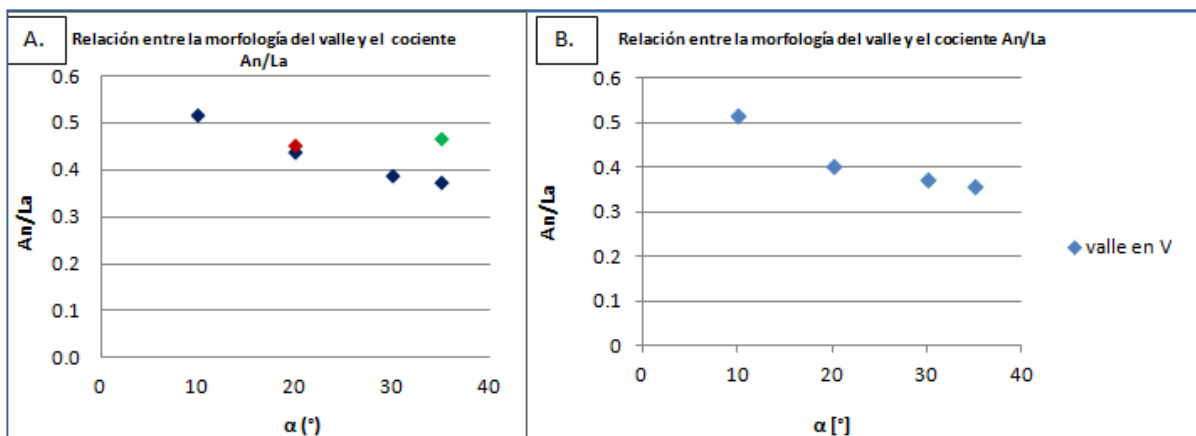 A.
Relación entre la morfología del valle y el cociente
An/La
0.6
0.5
0.4
0.3
0.2
0.1
0.0
An/La
0
10
20
30
40
α (°)
B.
Relación entre la morfología del valle y el cociente An/La
0.6
0.5
0.4
0.3
0.2
0.1
0
An/La
0
10
20
30
40
α [°]
valle en V